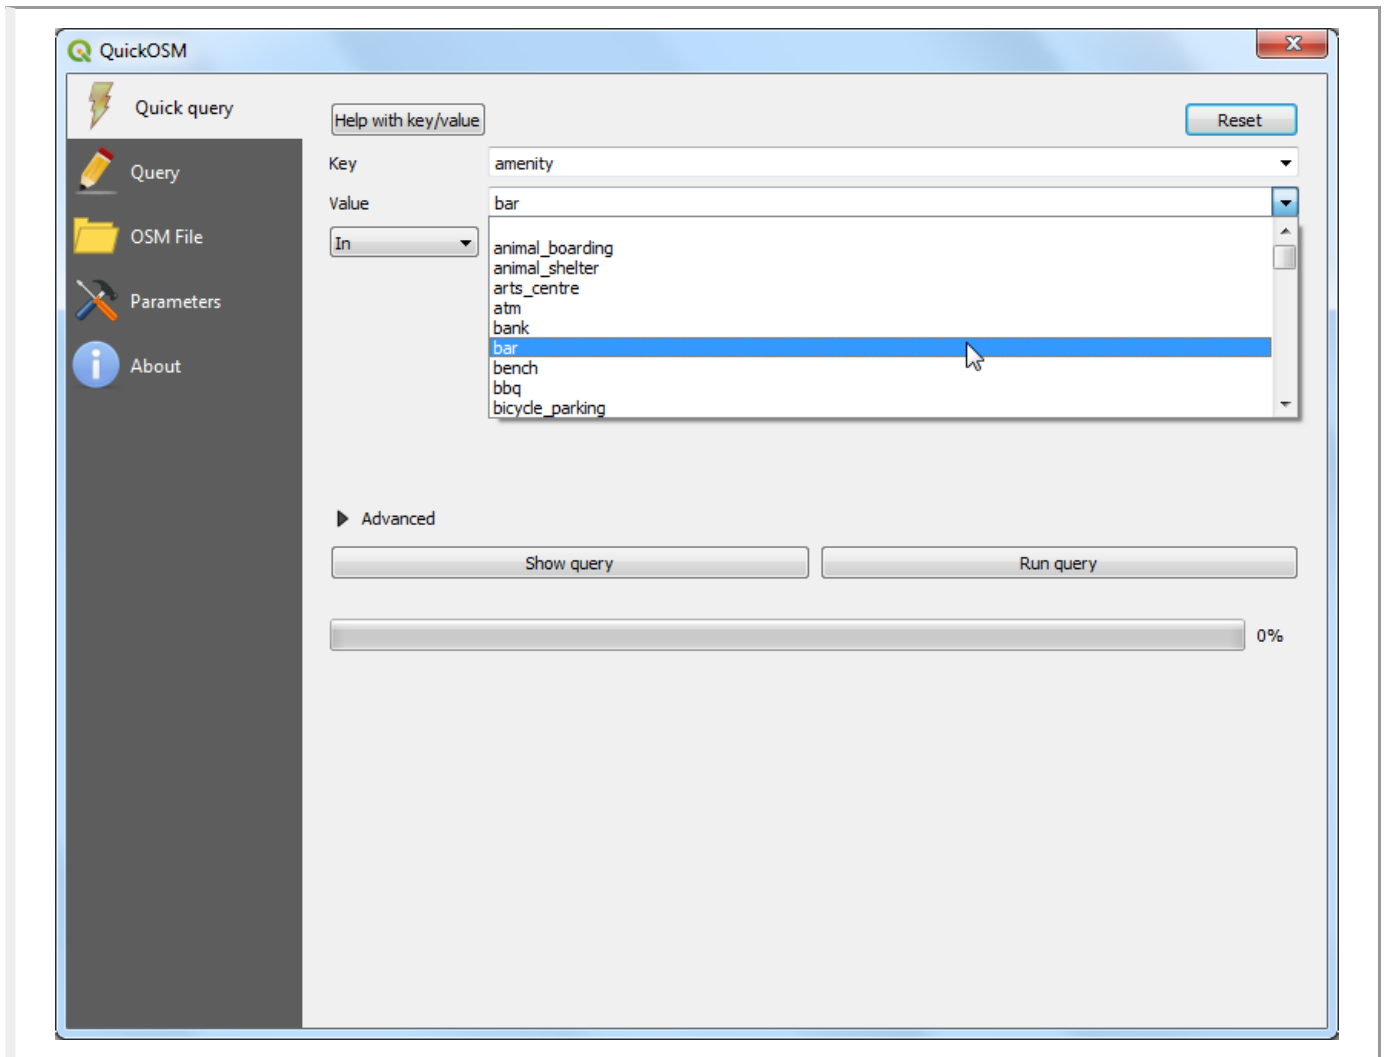 QuickOSM
Quick query
Query
OSM File
Parameters
About
Help with key/value
Reset
Key
amenity
Value
bar
In
animal_boarding
animal_shelter
arts_centre
atm
bank
bar
bench
bbq
bicycle_parking
Advanced
Show query
Run query
0%